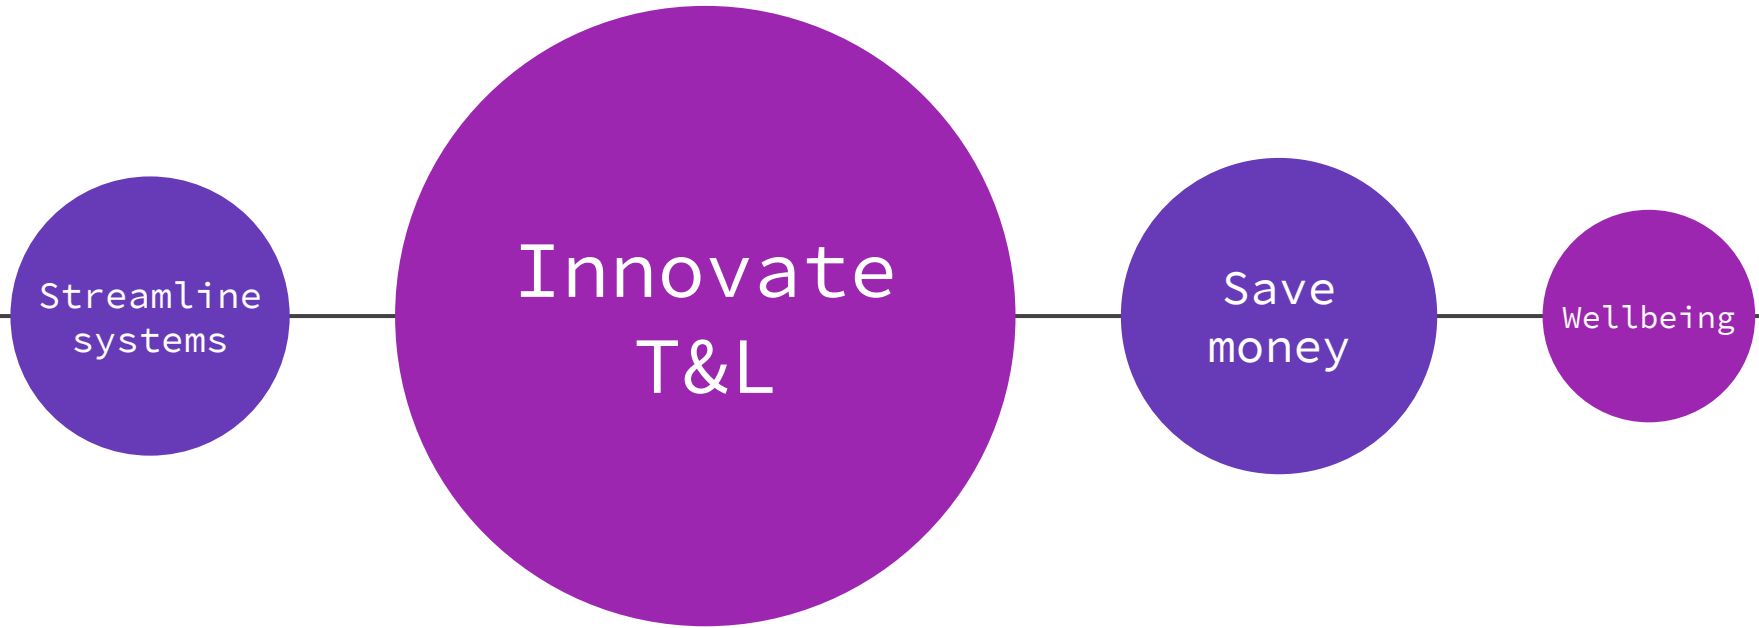 Streamline
systems
Innovate
T&L
Save
money
Wellbeing